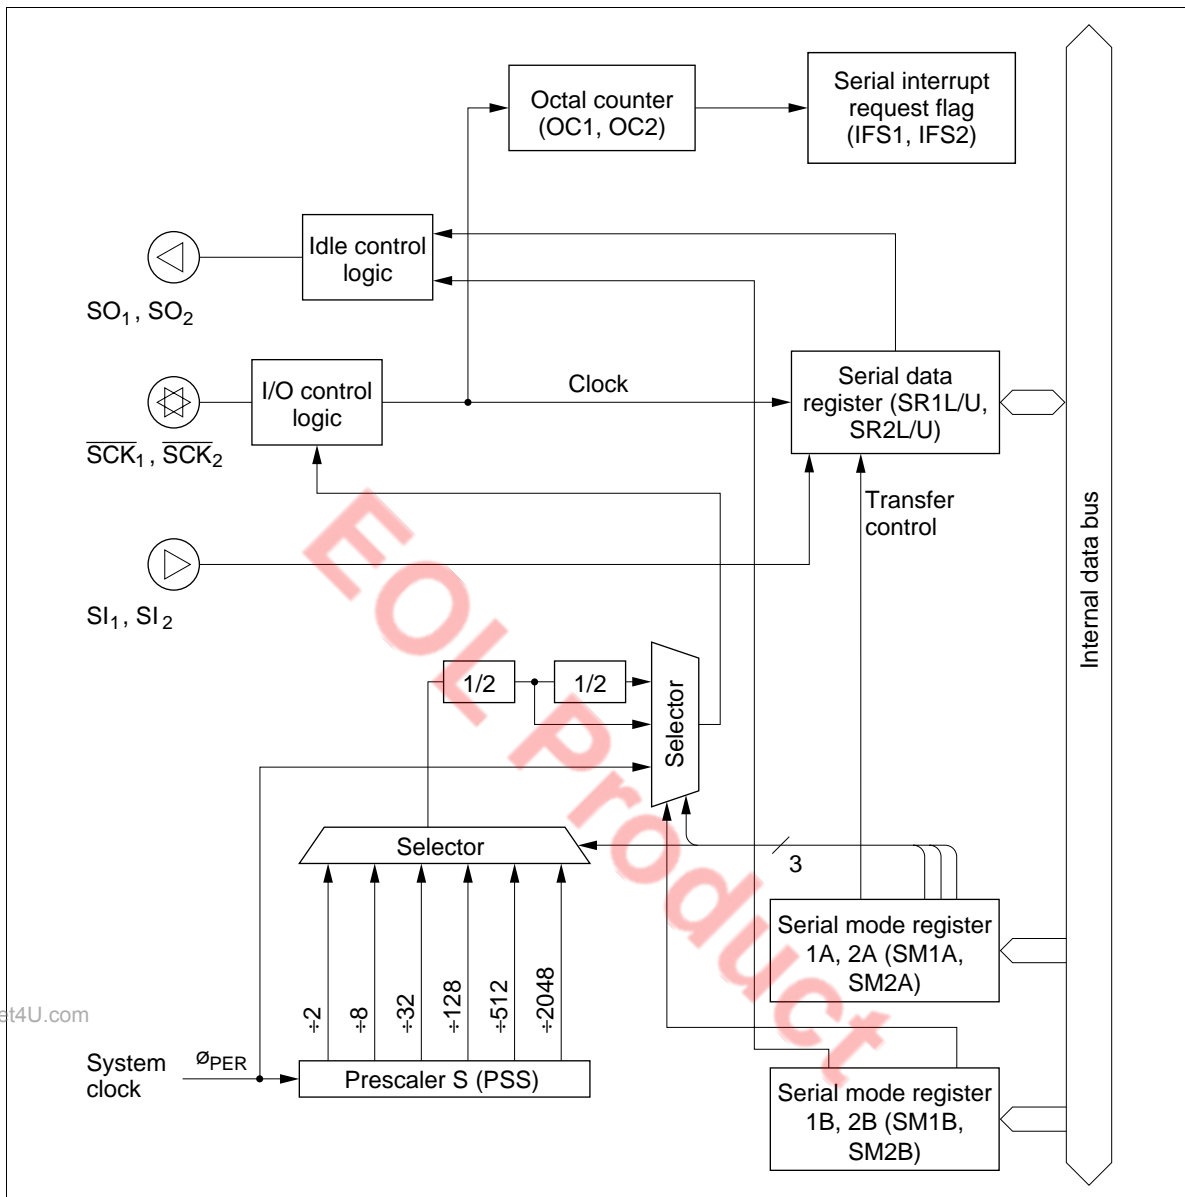 Octal counter
(OC1, OC2)
Serial interrupt
request flag
(IFS1, IFS2)
Idle control
logic
SO1, SO2
I/O control
logic
Clock
Serial data
register (SR1L/U,
SR2L/U)
SCK1, SCK2
Transfer
control
SI1, SI2
Internal data bus
1/2
1/2
Selector
Selector
3
Serial mode register
1A, 2A (SM1A,
SM2A)
÷2
÷8
÷32
÷128
÷512
÷2048
et4U.com
System
clock
øPER
Prescaler S (PSS)
Serial mode register
1B, 2B (SM1B,
SM2B)
EOL Product